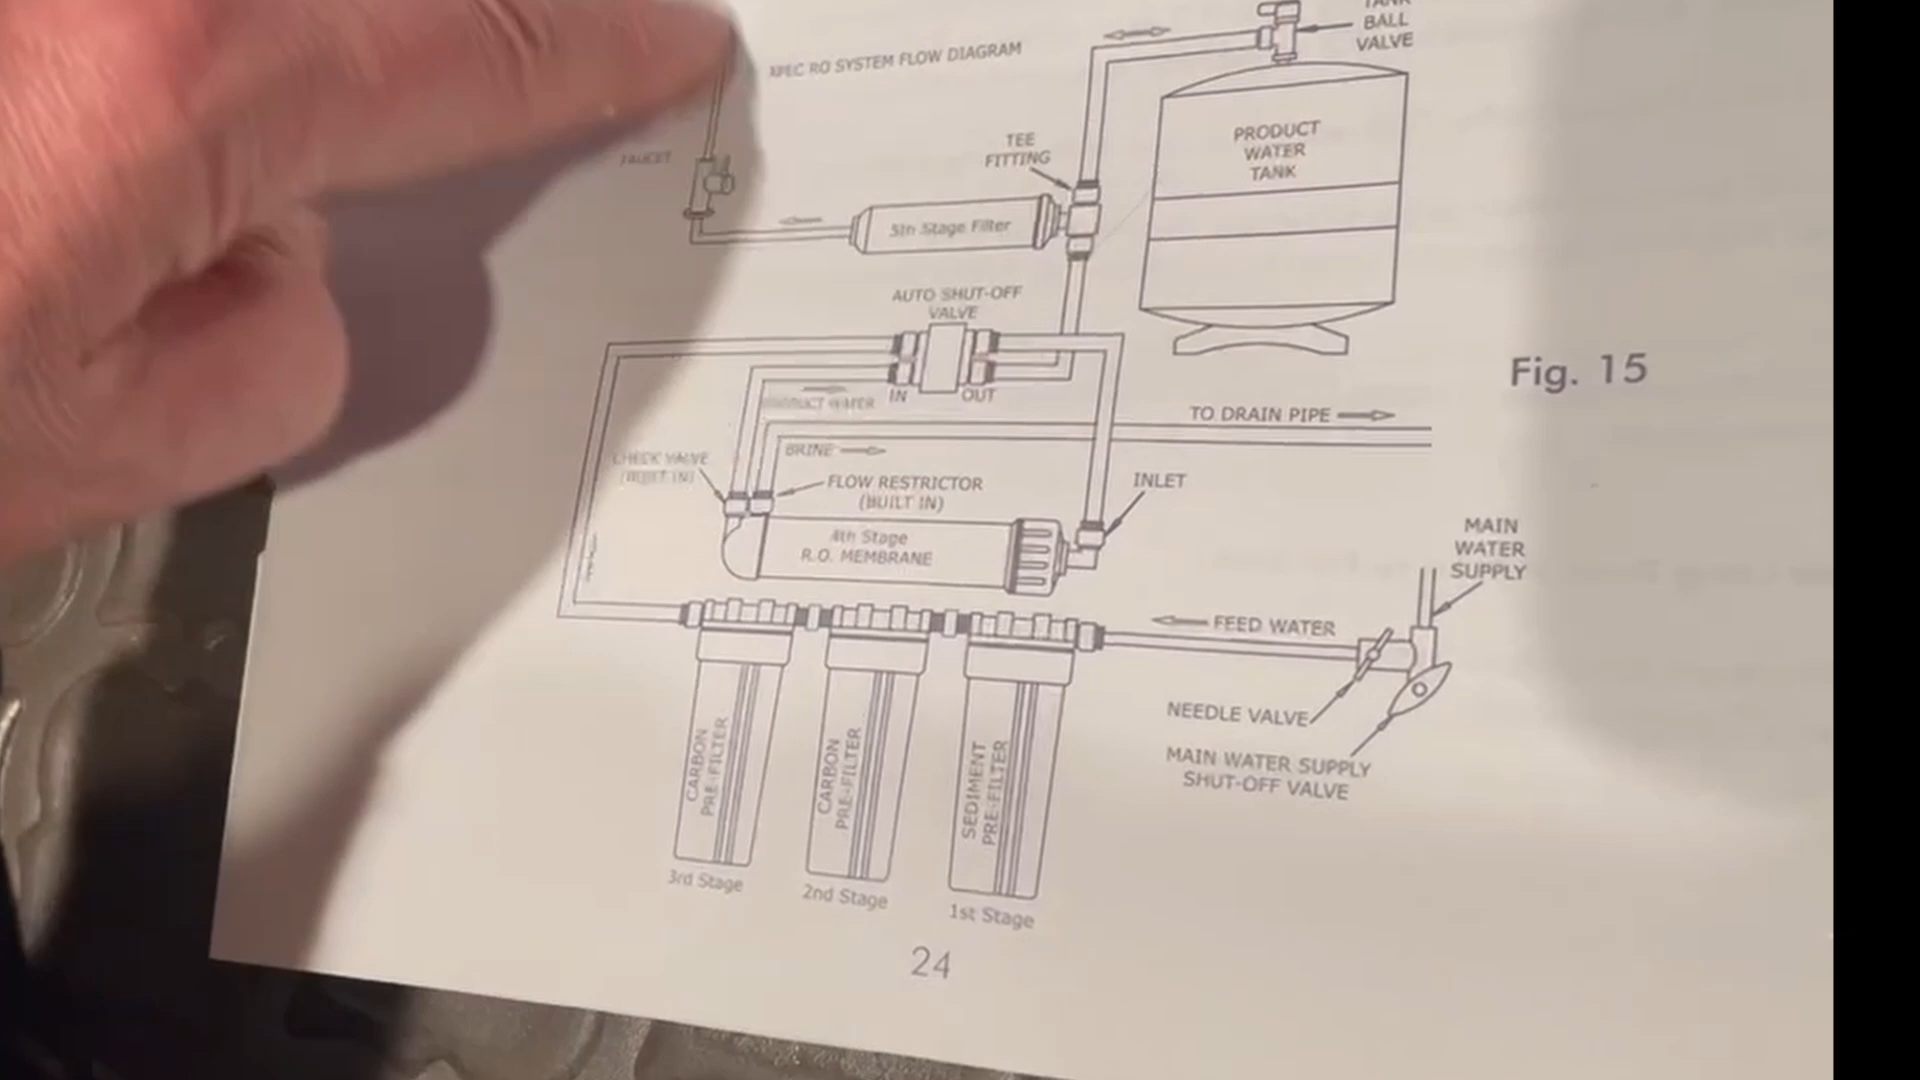 APEC RO SYSTEM FLOW DIAGRAM
TANK
BALL
VALVE
PRODUCT
WATER
TANK
TEE
FITTING
FAUCET
5th Stage Filter
AUTO SHUT-OFF
VALVE
Fig. 15
IN
OUT
PRODUCT WATER
TO DRAIN PIPE
BRINE
CHECK VALVE
(BUILT IN)
FLOW RESTRICTOR
(BUILT IN)
INLET
4th Stage
R.O. MEMBRANE
MAIN
WATER
SUPPLY
FEED WATER
NEEDLE VALVE
MAIN WATER SUPPLY
SHUT-OFF VALVE
CARBON
PRE-FILTER
CARBON
PRE-FILTER
SEDIMENT
PRE-FILTER
3rd Stage
2nd Stage
1st Stage
24